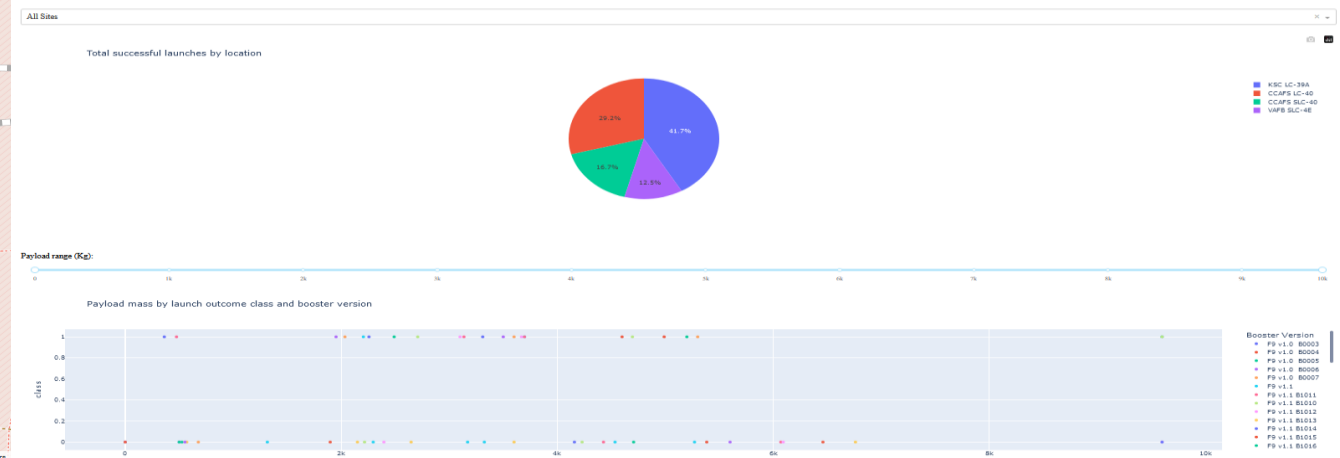 All Sites
Total successful launches by location
KSC LC-39A
CCAFS LC-40
CCAFS SLC-40
VAFB SLC-4E
29.2%
41.7%
16.7%
12.5%
Payload range (Kg):
0 1k 2k 3k 4k 5k 6k 7k 8k 9k 10k
Payload mass by launch outcome class and booster version
Booster Version
F9 v1.0 B0003
F9 v1.0 B0004
F9 v1.0 B0005
F9 v1.0 B0006
F9 v1.0 B0007
F9 v1.1
F9 v1.1 B1011
F9 v1.1 B1010
F9 v1.1 B1012
F9 v1.1 B1013
F9 v1.1 B1014
F9 v1.1 B1015
F9 v1.1 B1016
class
1
0.8
0.6
0.4
0.2
0
0 2k 4k 6k 8k 10k